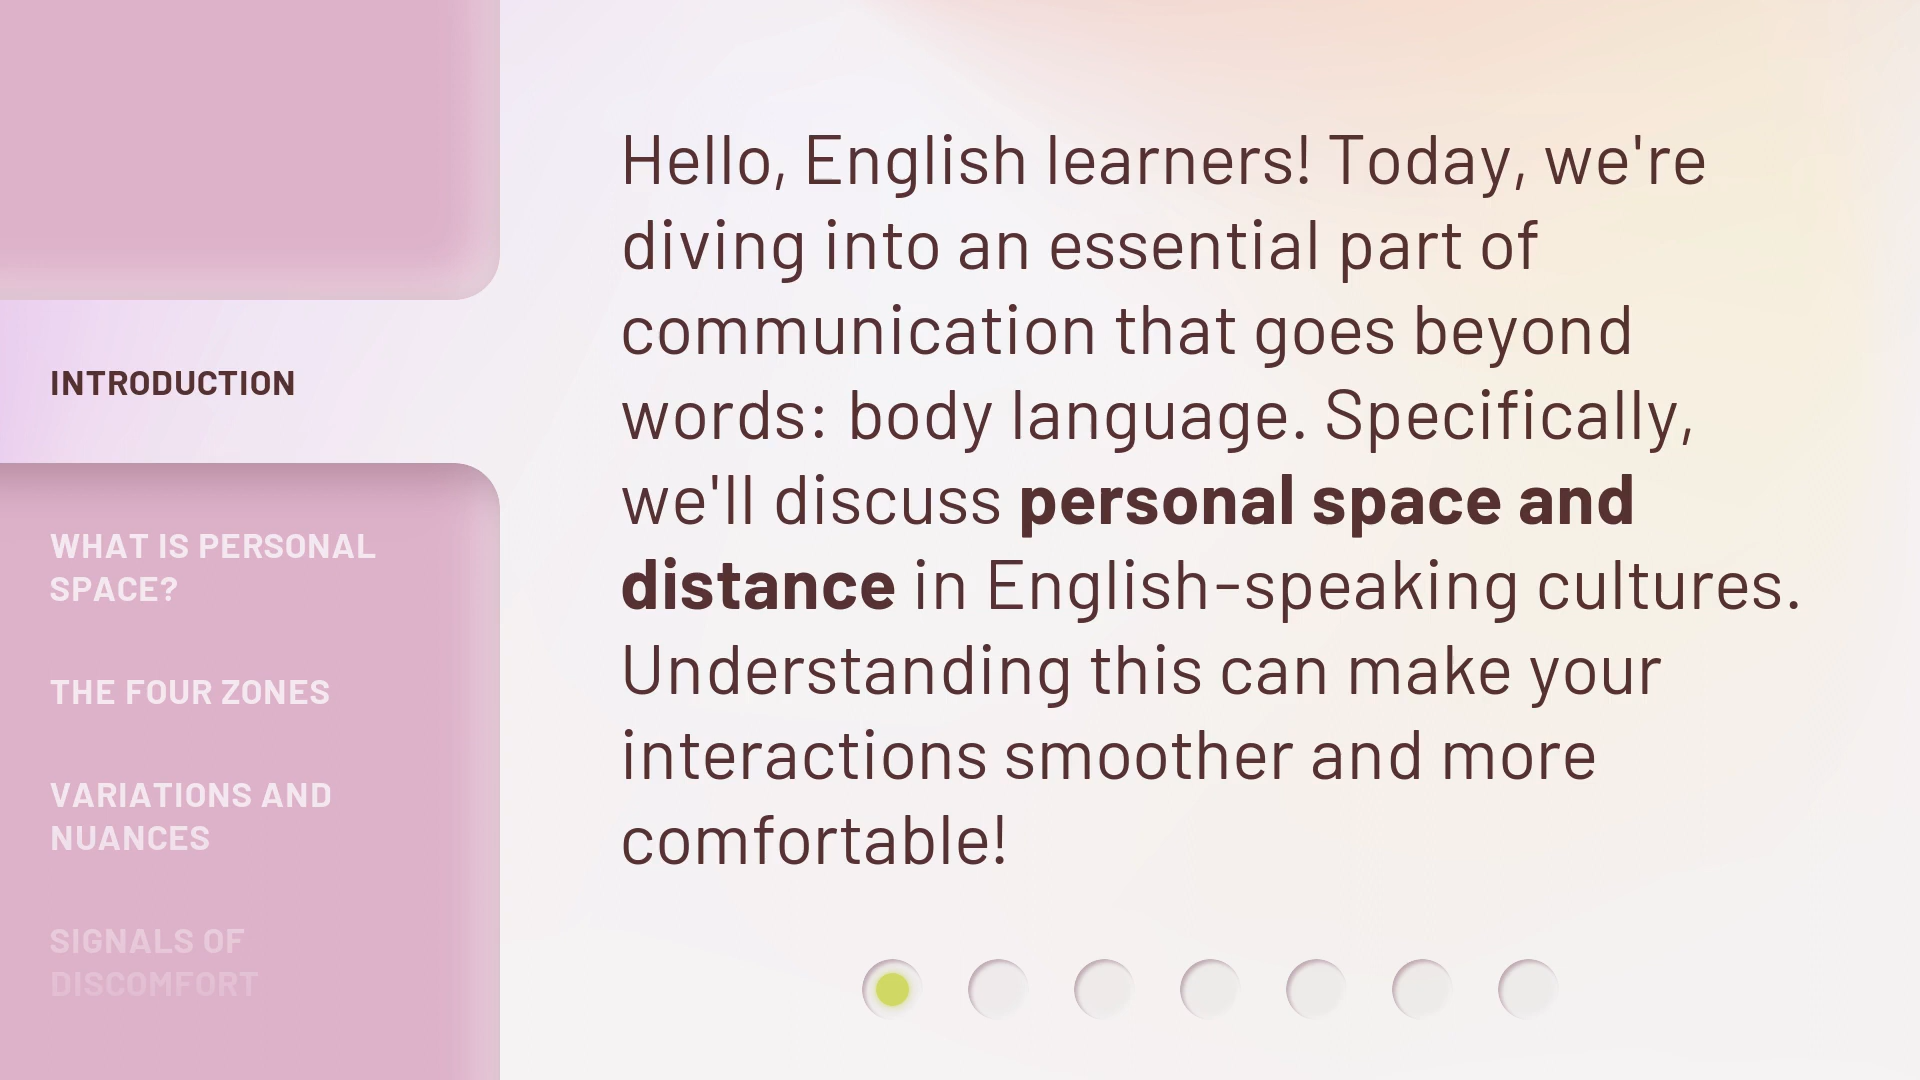 INTRODUCTION
WHAT IS PERSONAL
SPACE?
THE FOUR ZONES
VARIATIONS AND
NUANCES
SIGNALS OF
DISCOMFORT
Hello, English learners! Today, we're
diving into an essential part of
communication that goes beyond
words: body language. Specifically,
we'll discuss personal space and
distance in English-speaking cultures.
Understanding this can make your
interactions smoother and more
comfortable!